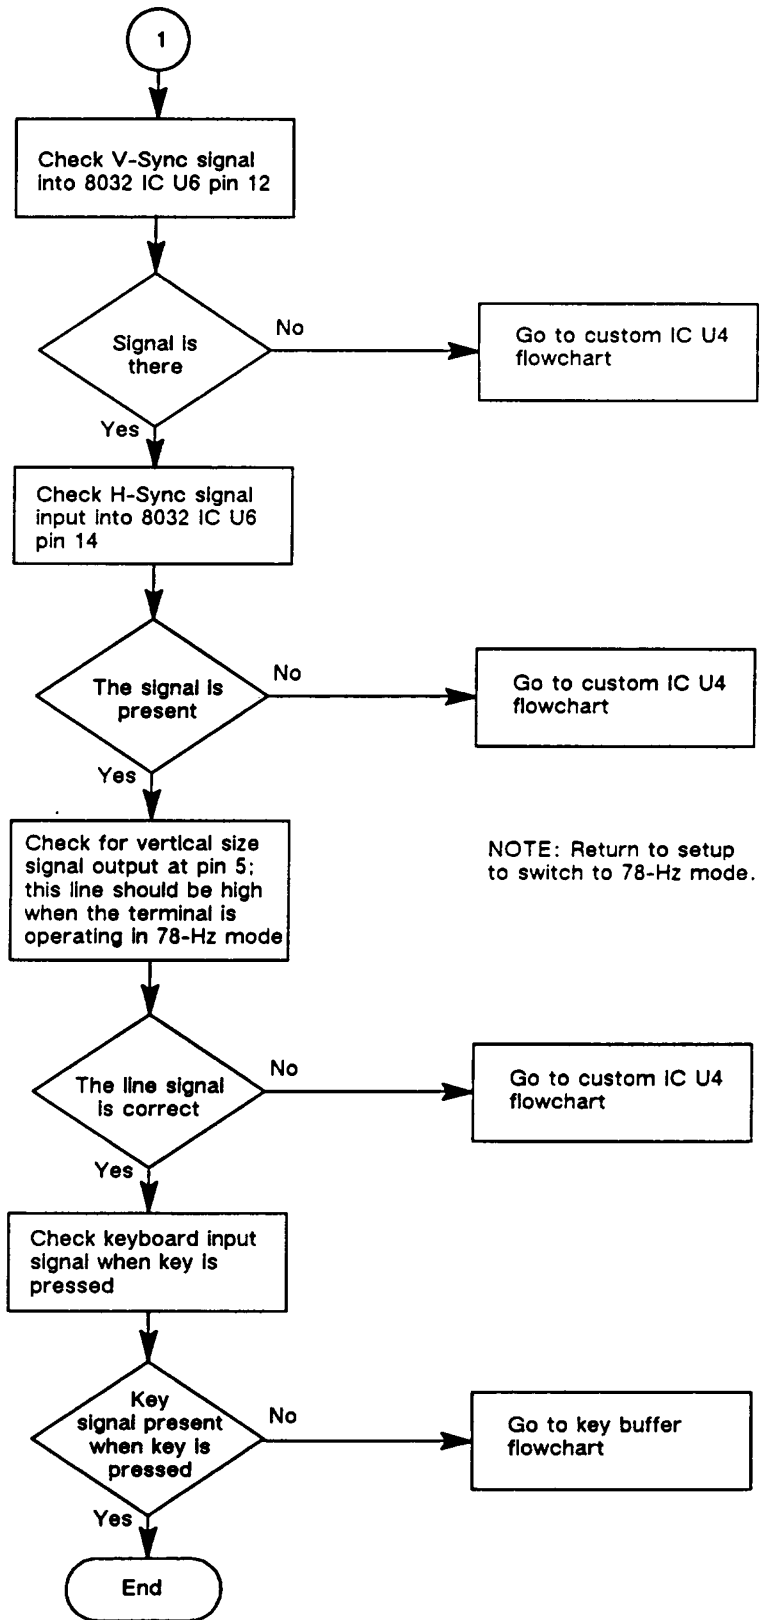 1
Check V-Sync signal
into 8032 IC U6 pin 12
Signal is
there
No
Go to custom IC U4
flowchart
Yes
Check H-Sync signal
input into 8032 IC U6
pin 14
The signal is
present
No
Go to custom IC U4
flowchart
Yes
Check for vertical size
signal output at pin 5;
this line should be high
when the terminal is
operating in 78-Hz mode
NOTE: Return to setup
to switch to 78-Hz mode.
The line signal
is correct
No
Go to custom IC U4
flowchart
Yes
Check keyboard input
signal when key is
pressed
Key
signal present
when key is
pressed
No
Go to key buffer
flowchart
Yes
End